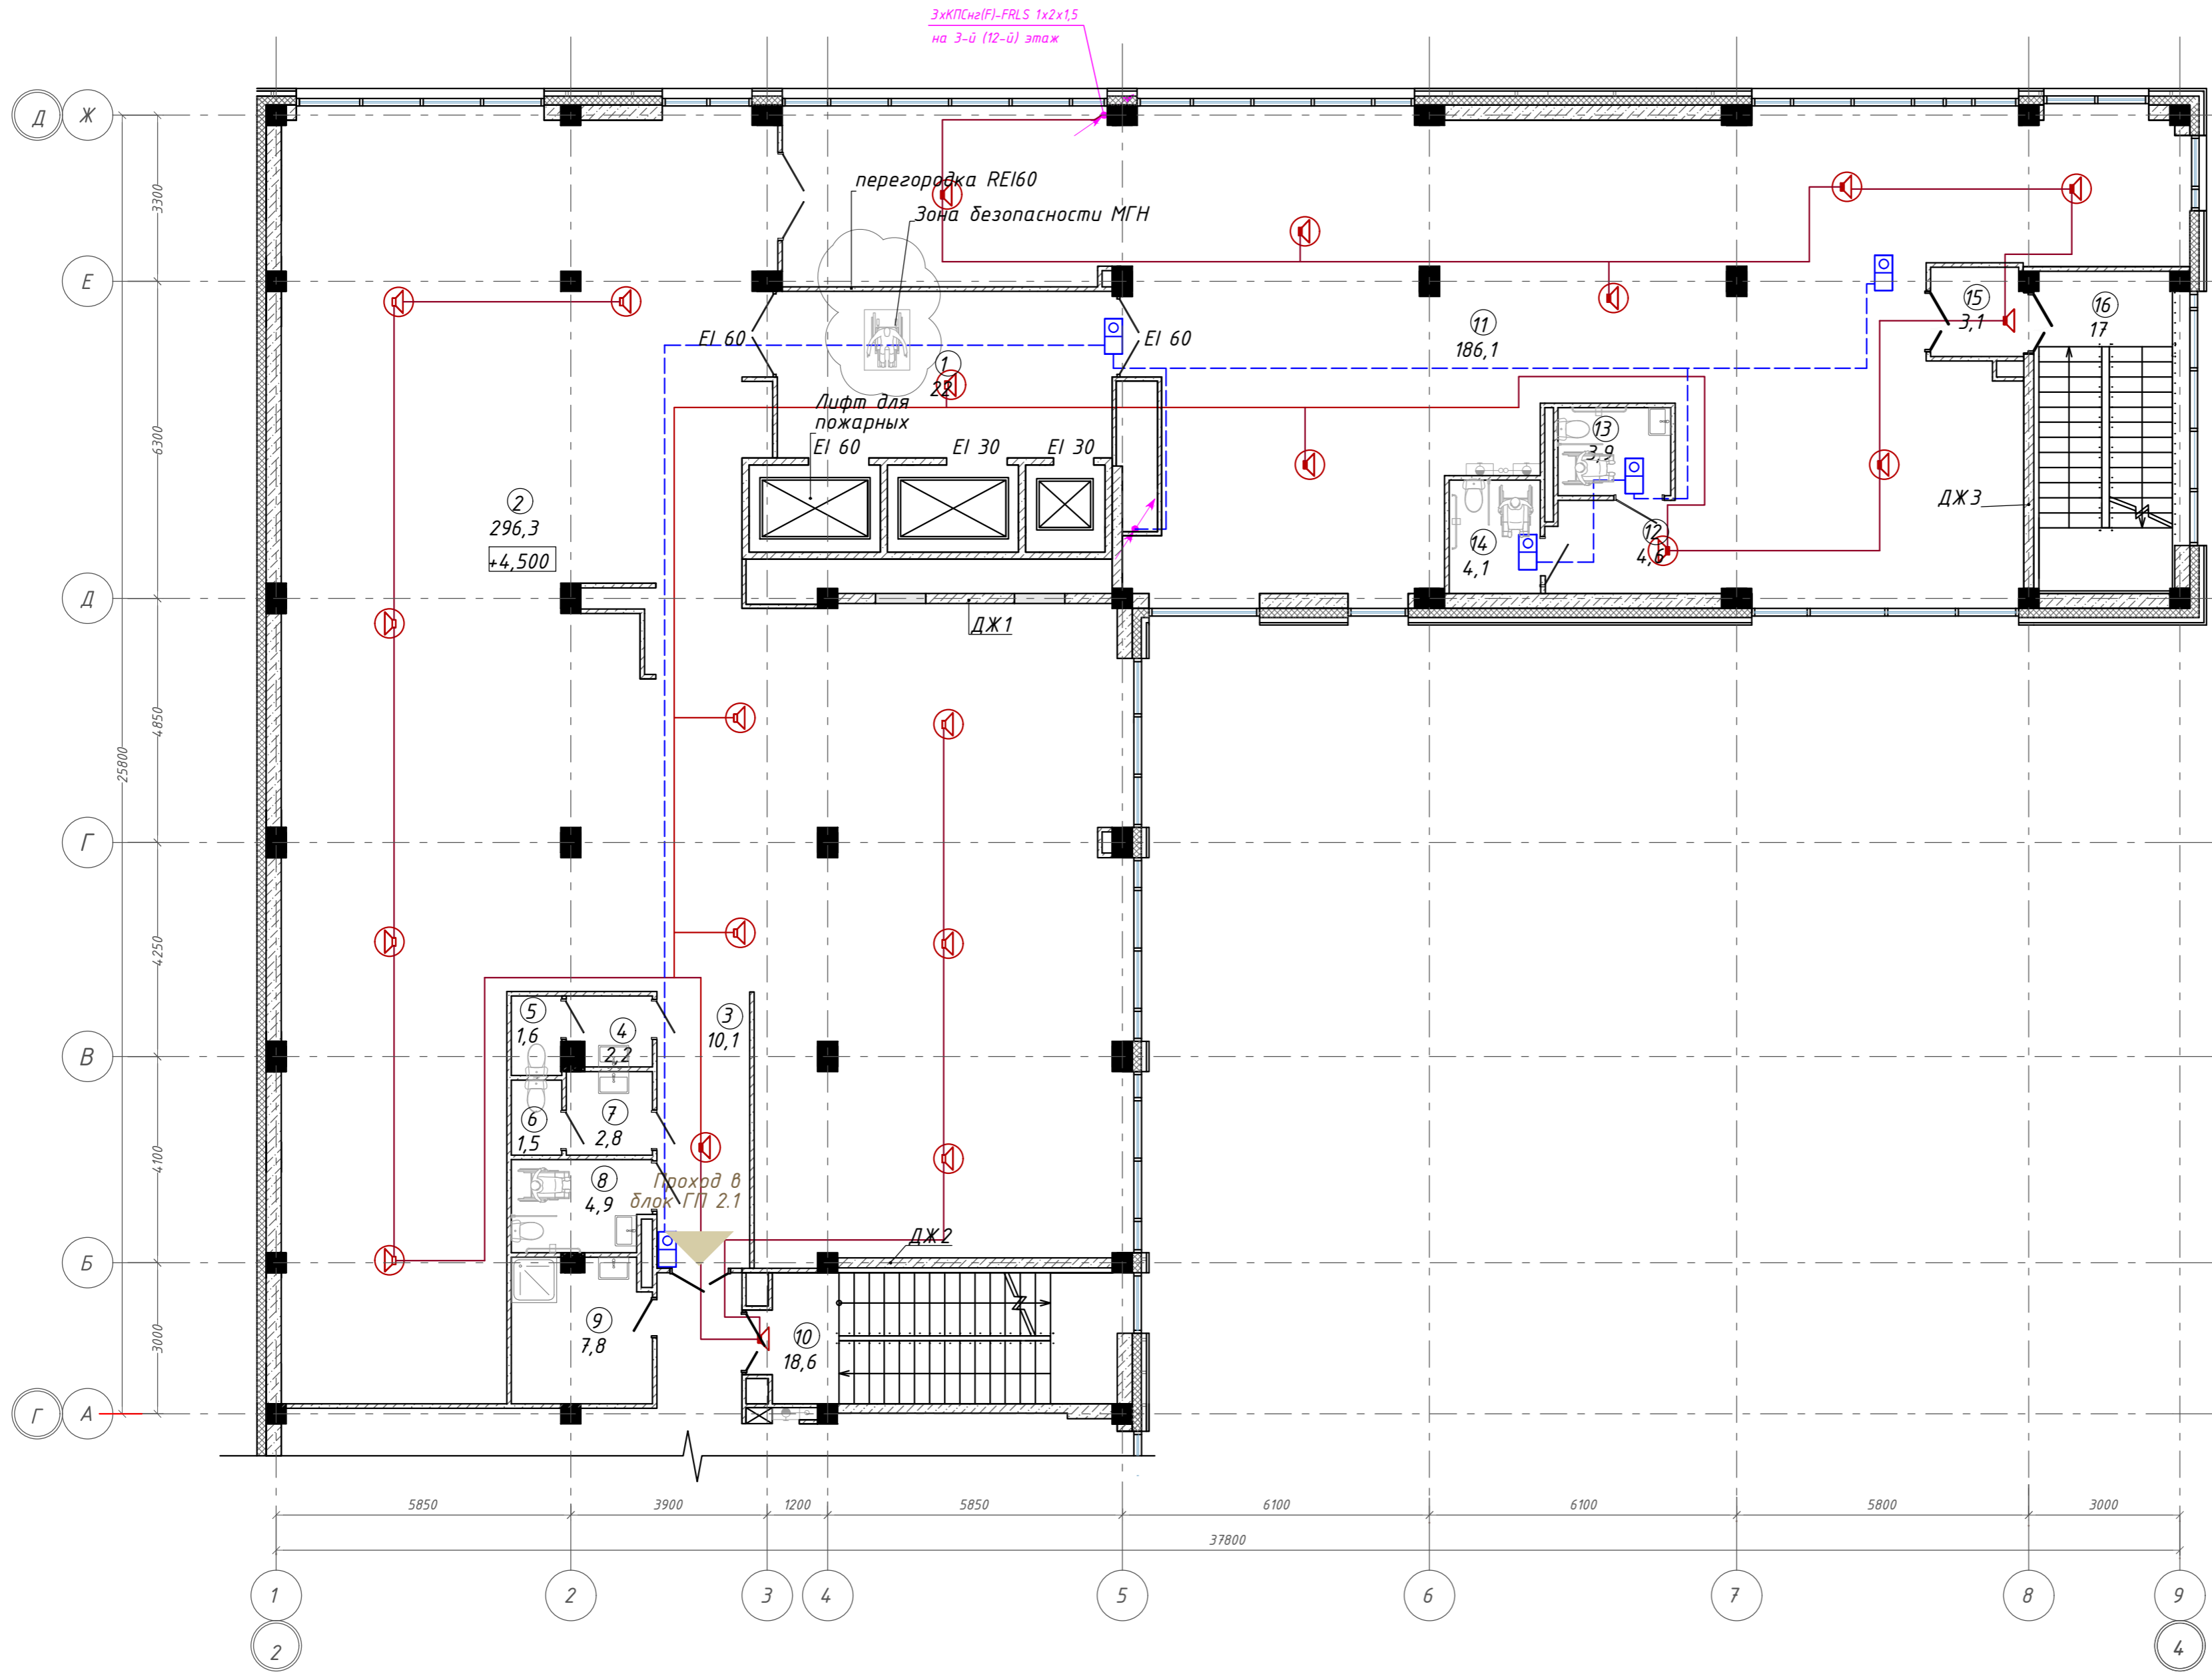 3хКПСнг(F)-FRLS 1х2х1,5
на 3-й (12-й) этаж
Д
Ж
перегородка REI60
3300
Зона безопасности МГН
Е
15
3,1
16
17
11
186,1
EI 60
EI 60
1
22
Лифт для
пожарных
EI 60
EI 30
EI 30
13
3,9
6300
2
296,3
+4,500
ДЖ3
12
4,6
14
4,1
Д
ДЖ1
4850
25800
Г
4250
5
1,6
4
2,2
3
10,1
В
6
1,5
7
2,8
4100
8
4,9
Проход в
блок ГП 2.1
ДЖ2
Б
9
7,8
10
18,6
3000
Г
А
5850
3900
1200
5850
6100
6100
5800
3000
37800
1
2
3
4
5
6
7
8
9
2
4